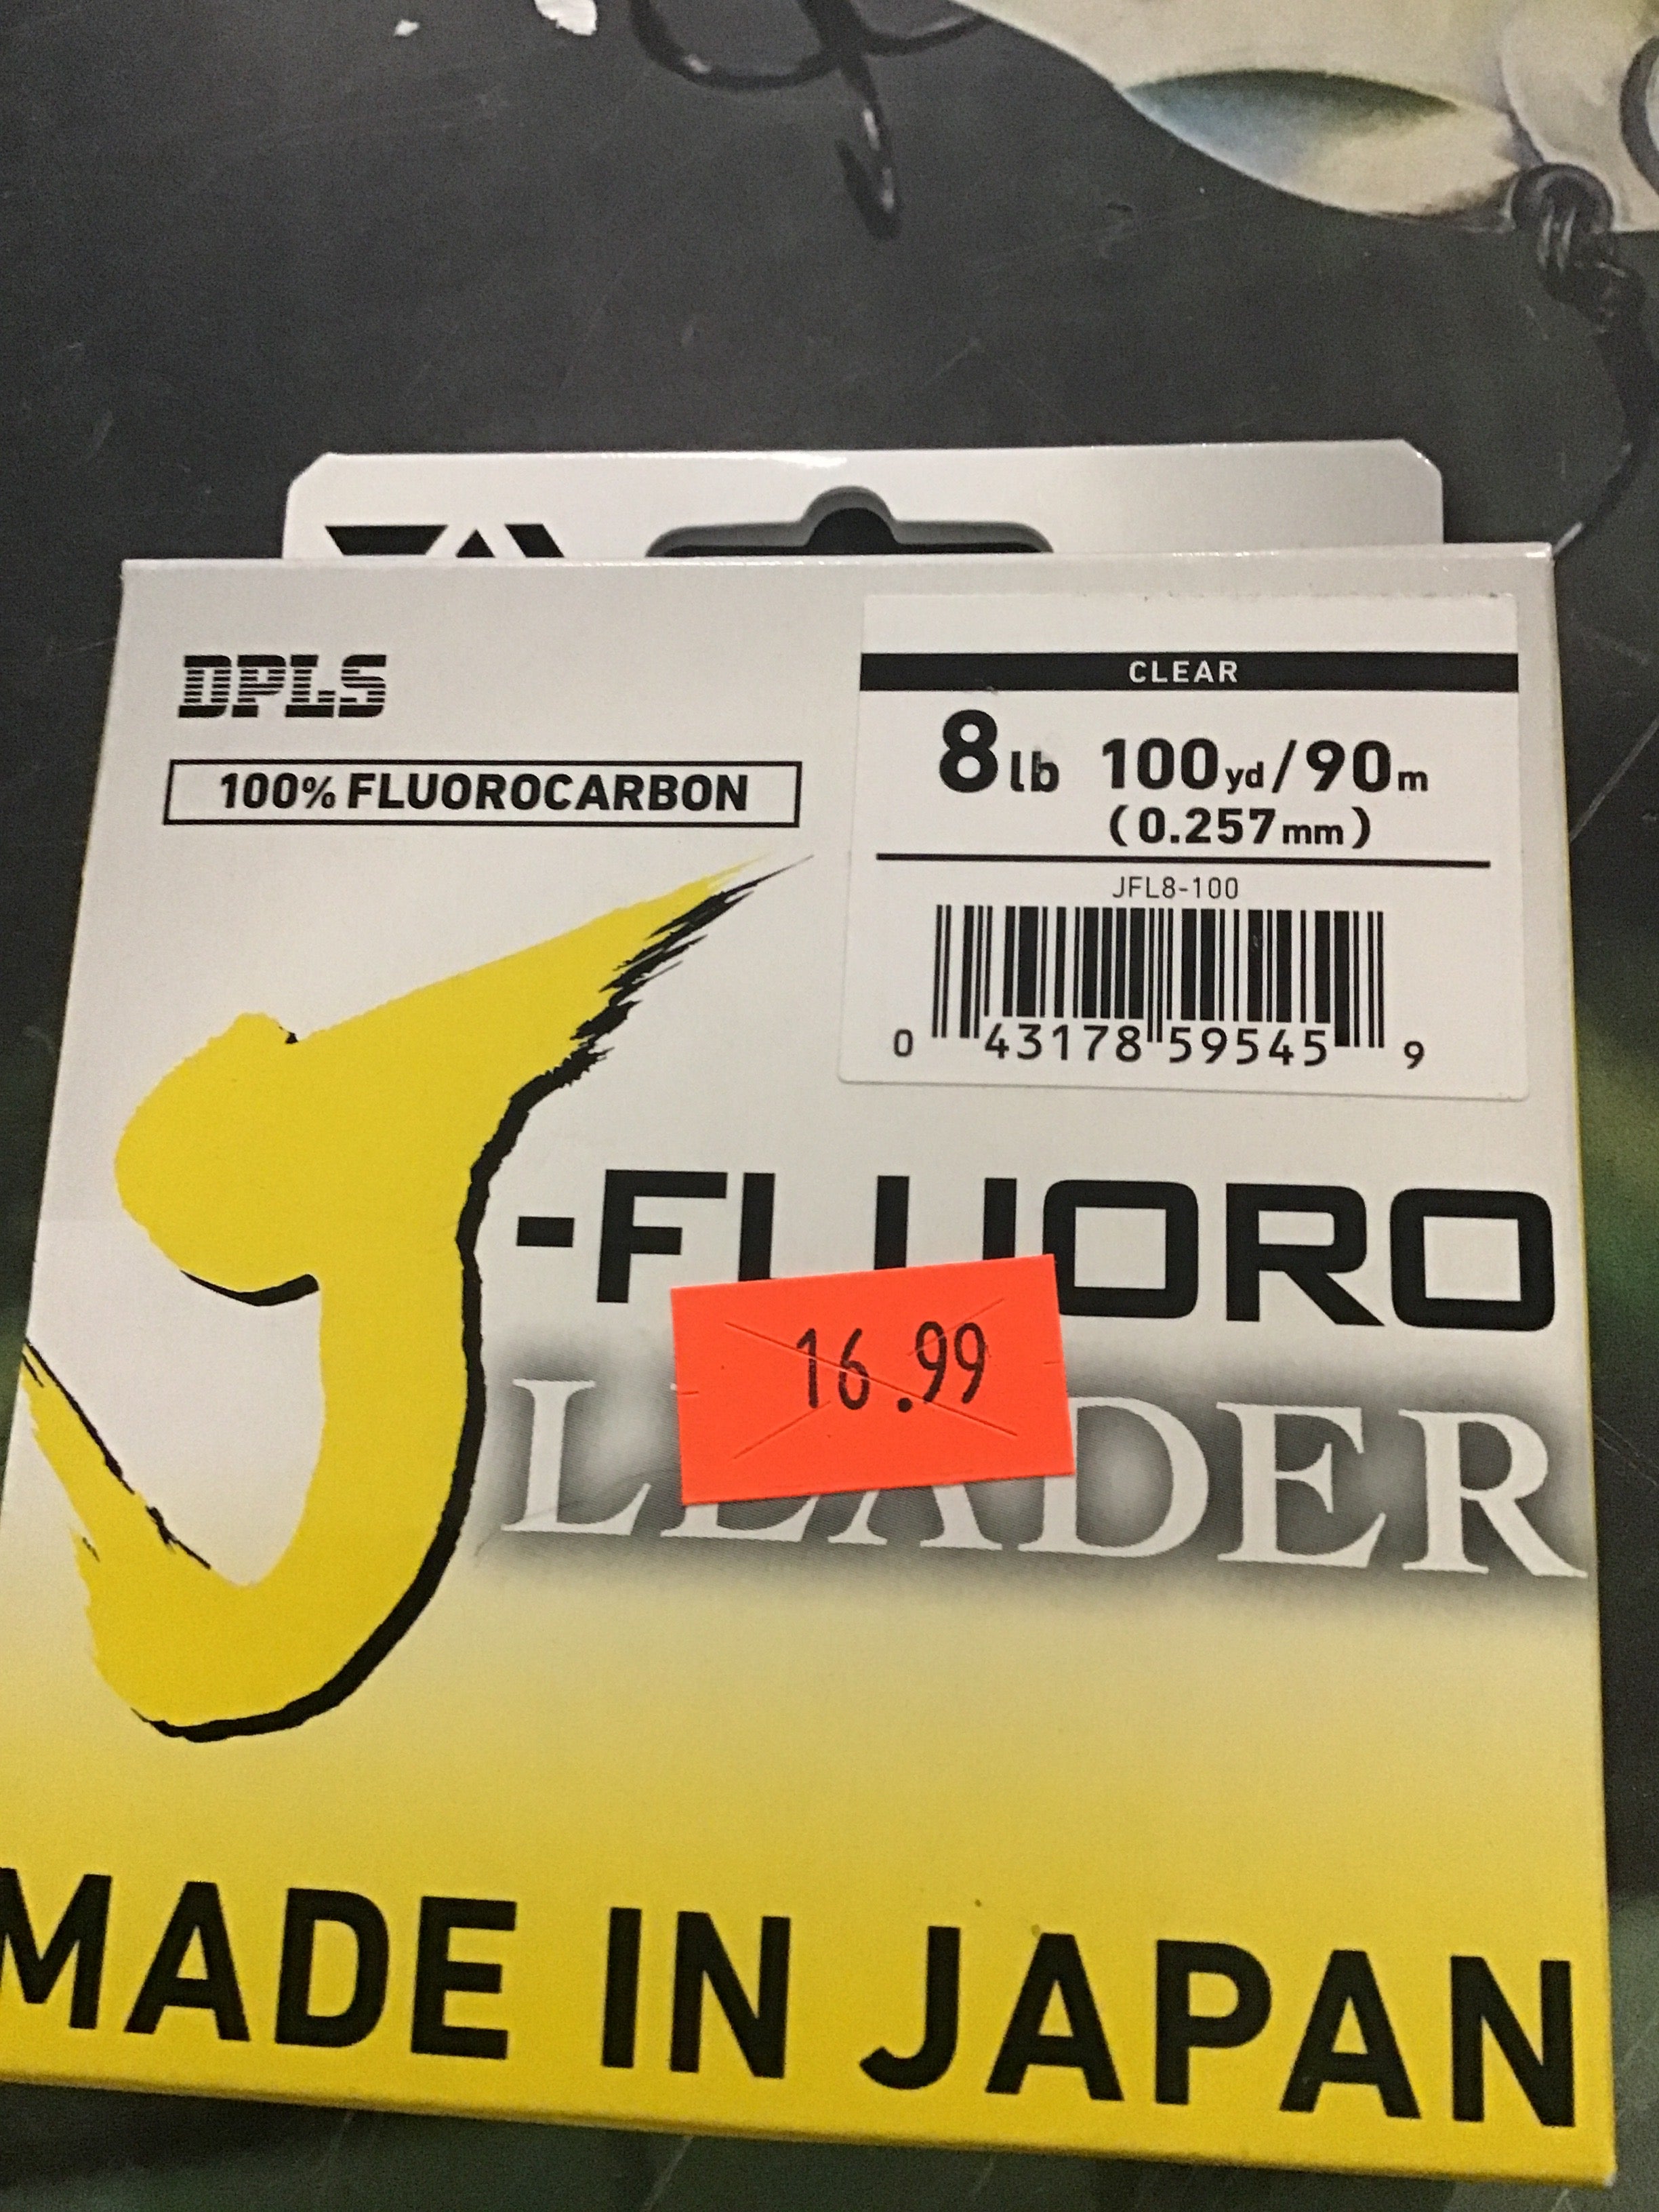 DPLS
100% FLUOROCARBON
CLEAR
8lb 100yd/90m
(0.257mm)
JFL8-100
0 43178 59545 9
J-FLUORO
16.99
LEADER
MADE IN JAPAN